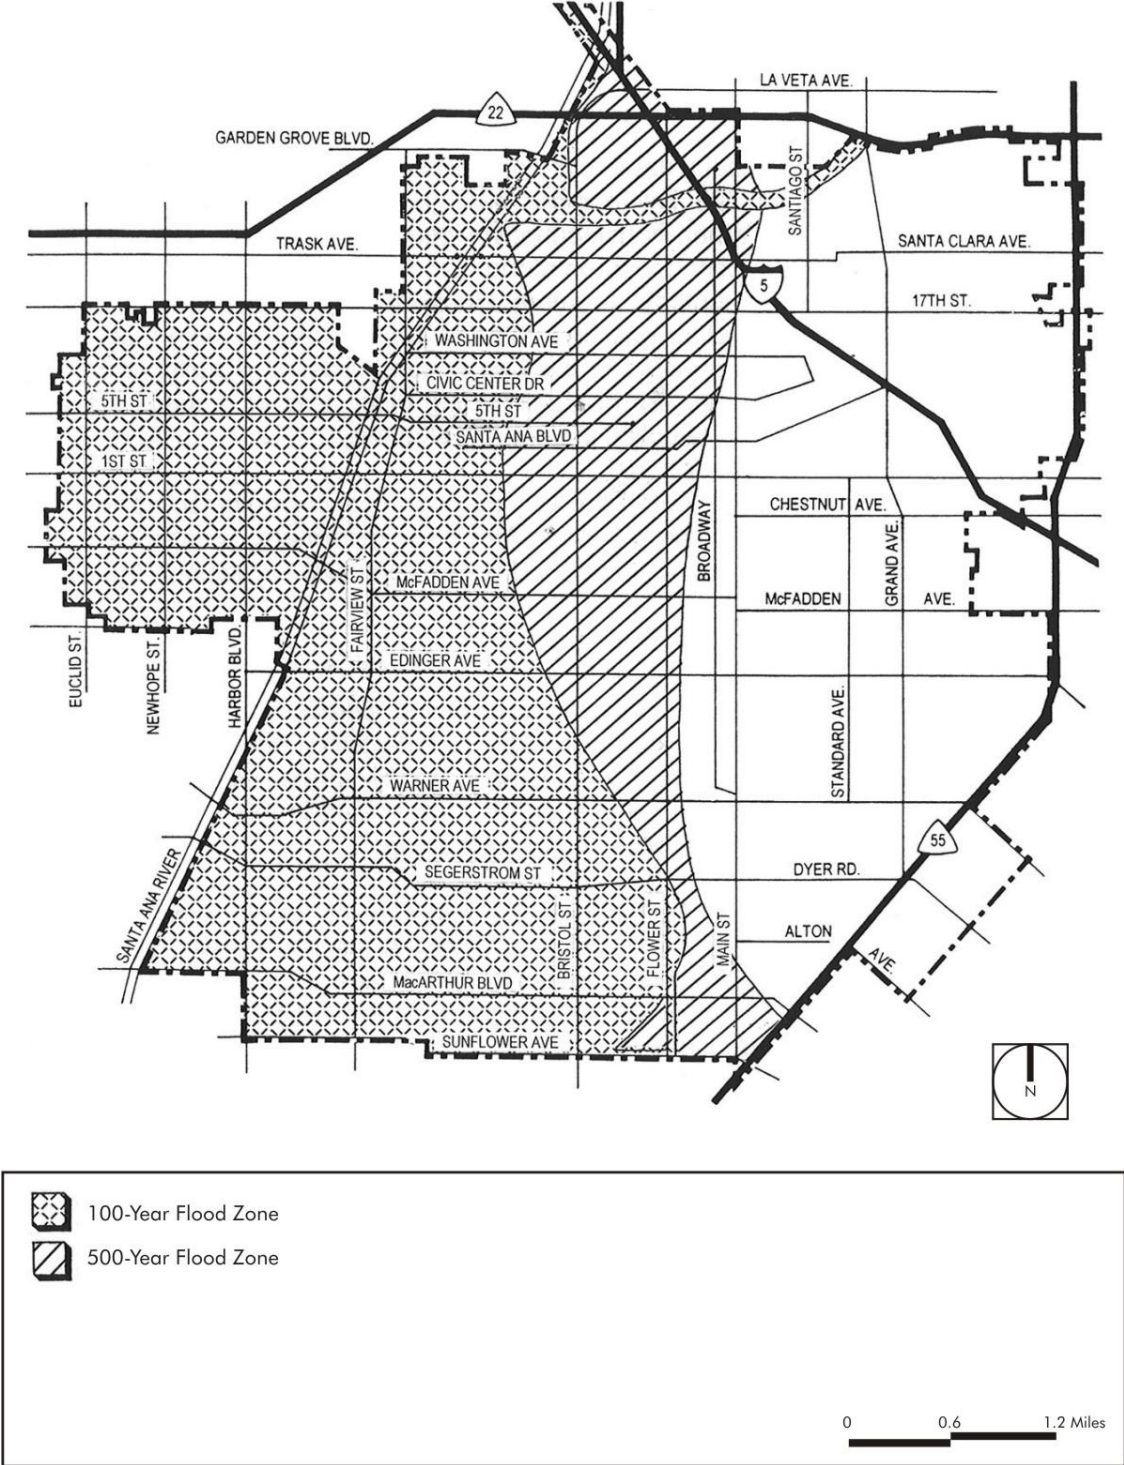 LA VETA AVE.
22
GARDEN GROVE BLVD.
SANTIAGO ST
TRASK AVE.
SANTA CLARA AVE.
5
17TH ST.
WASHINGTON AVE
CIVIC CENTER DR
5TH ST
5TH ST
SANTA ANA BLVD
1ST ST.
CHESTNUT AVE.
BROADWAY
GRAND AVE.
FAIRVIEW ST
McFADDEN AVE
McFADDEN AVE.
EUCLID ST.
NEWHOPE ST.
HARBOR BLVD.
EDINGER AVE
STANDARD AVE.
WARNER AVE
55
SANTA ANA RIVER
SEGERSTROM ST
DYER RD.
BRISTOL ST
FLOWER ST
MAIN ST
ALTON
AVE.
MacARTHUR BLVD
SUNFLOWER AVE
N
100-Year Flood Zone
500-Year Flood Zone
0 0.6 1.2 Miles